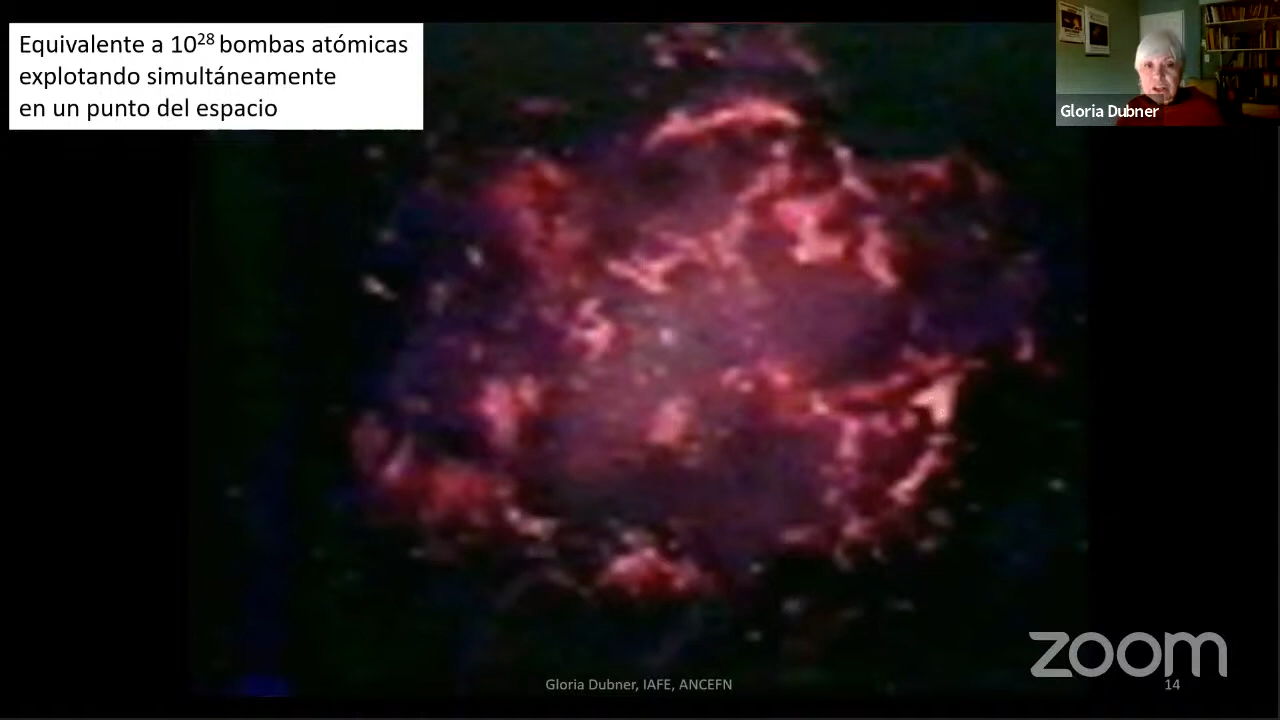 Equivalente a 10²⁸ bombas atómicas
explotando simultáneamente
en un punto del espacio
Gloria Dubner
zoom
Gloria Dubner, IAFE, ANCEFN
14